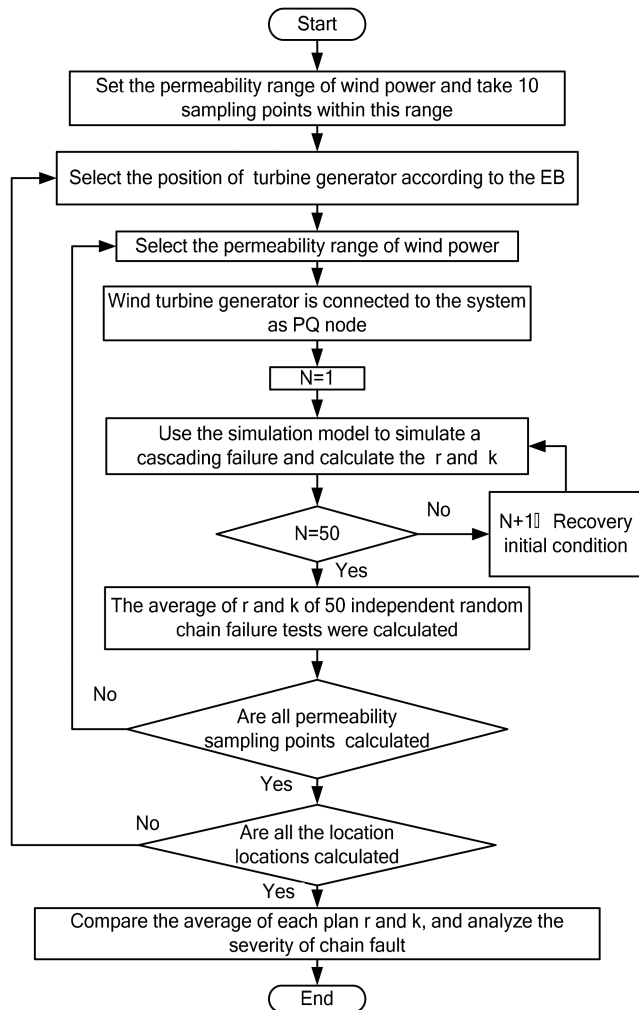 Start
Set the permeability range of wind power and take 10
sampling points within this range
Select the position of turbine generator according to the EB
Select the permeability range of wind power
Wind turbine generator is connected to the system
as PQ node
N=1
Use the simulation model to simulate a
cascading failure and calculate the r and k
N=50
No
N+1▯ Recovery
initial condition
Yes
The average of r and k of 50 independent random
chain failure tests were calculated
No
Are all permeability
sampling points calculated
Yes
No
Are all the location
locations calculated
Yes
Compare the average of each plan r and k, and analyze the
severity of chain fault
End